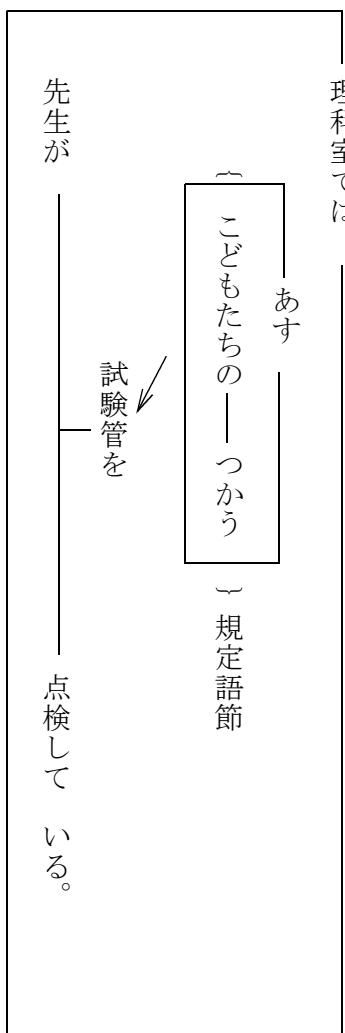 理科室では
あす
こどもたちの つかう
規定語節
試験管を
先生が
点検して いる。